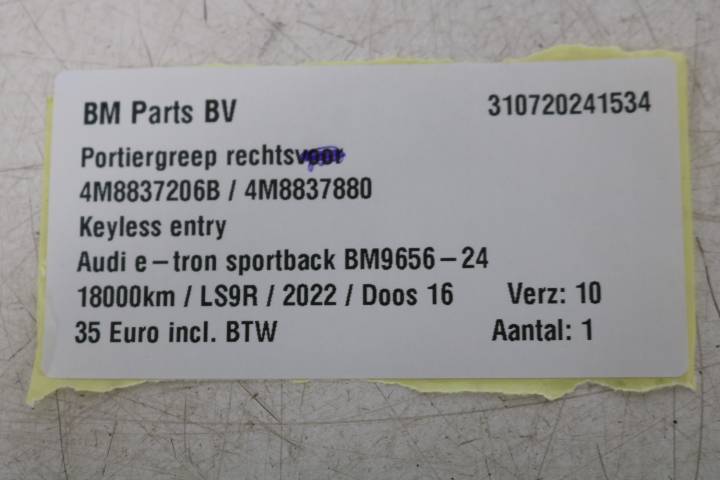 BM Parts BV 310720241534
Portiergreep rechtsvoor
4M8837206B / 4M8837880
Keyless entry
Audi e-tron sportback BM9656-24
18000km / LS9R / 2022 / Doos 16 Verz: 10
35 Euro incl. BTW Aantal: 1